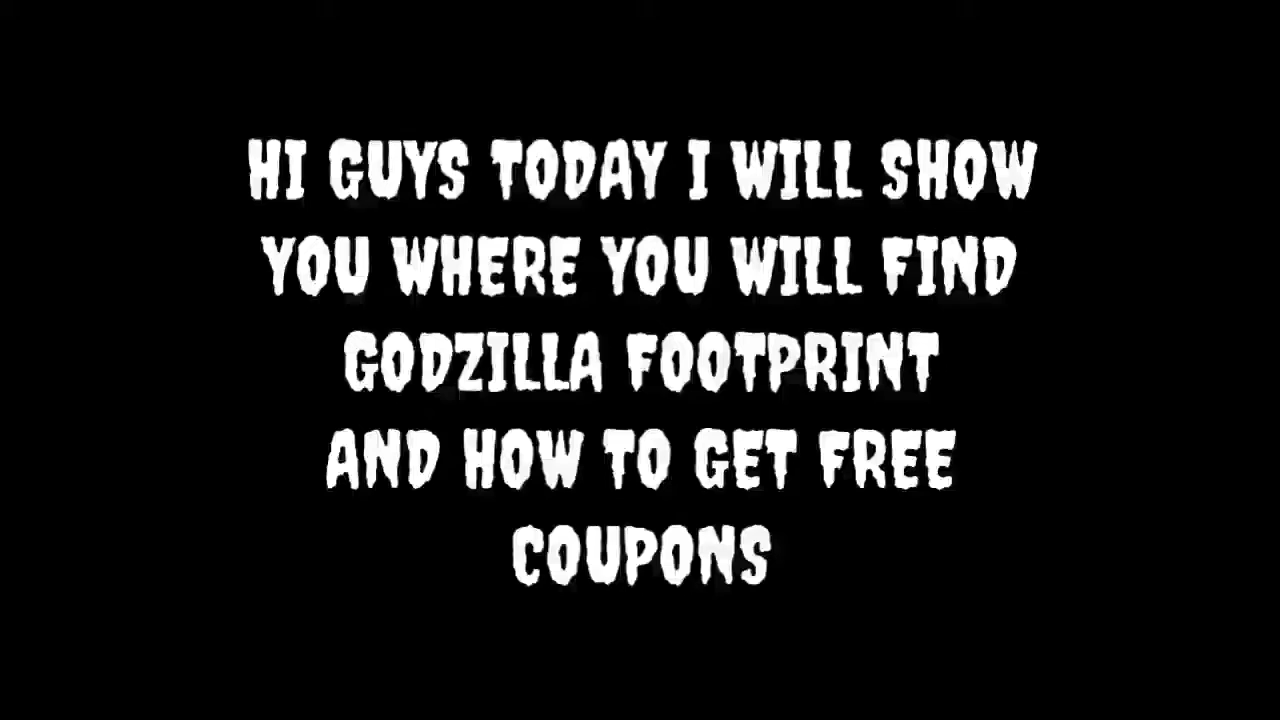 HI GUYS TODAY I WILL SHOW
YOU WHERE YOU WILL FIND
GODZILLA FOOTPRINT
AND HOW TO GET FREE
COUPONS